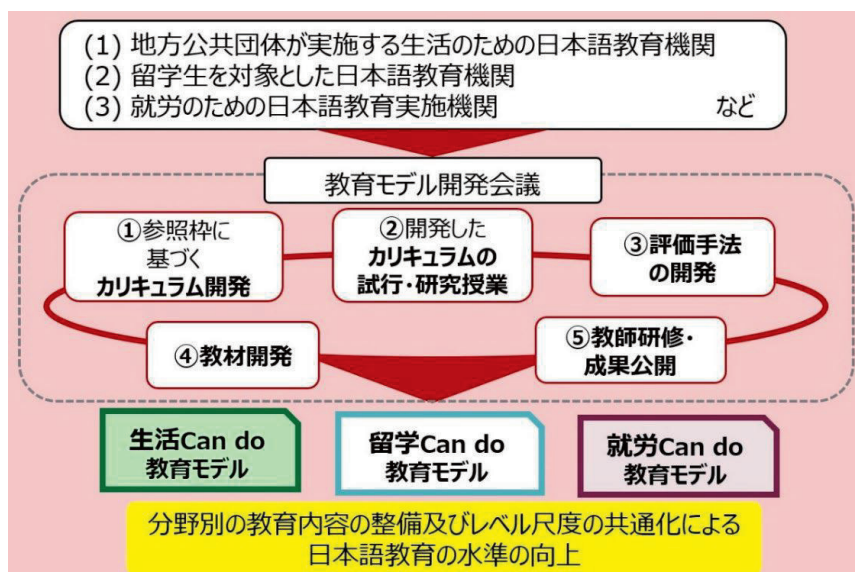 (1) 地方公共団体が実施する生活のための日本語教育機関
(2) 留学生を対象とした日本語教育機関
(3) 就労のための日本語教育実施機関 など
教育モデル開発会議
①参照枠に
基づく
カリキュラム開発
②開発した
カリキュラムの
試行・研究授業
③評価手法
の開発
④教材開発
⑤教師研修・
成果公開
生活Can do
教育モデル
留学Can do
教育モデル
就労Can do
教育モデル
分野別の教育内容の整備及びレベル尺度の共通化による
日本語教育の水準の向上